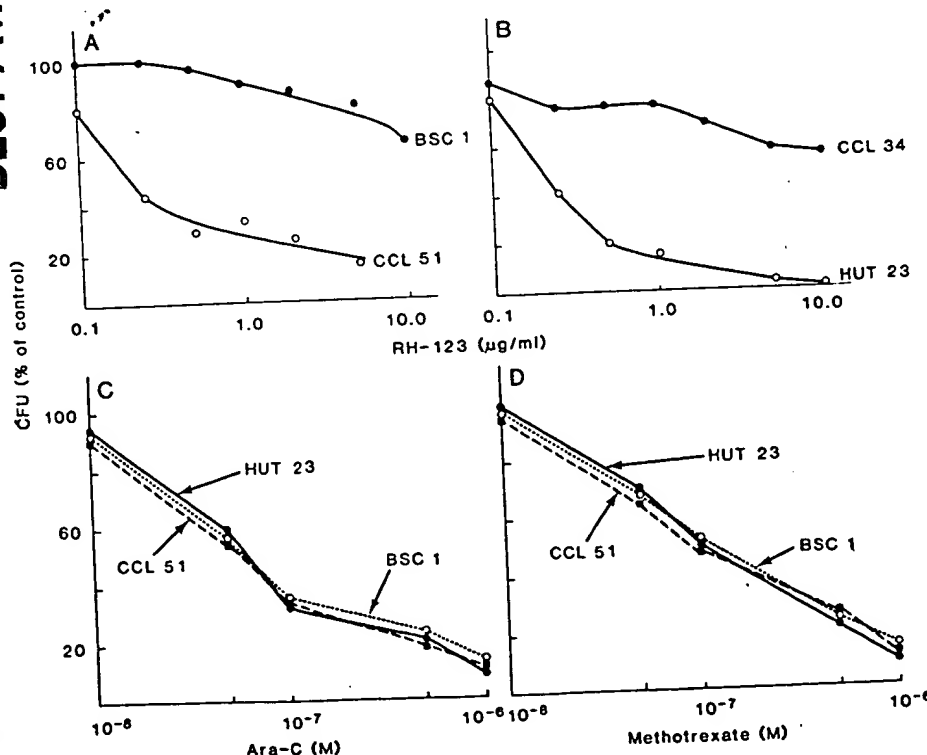 A
B
100
60
20
BSC 1
CCL 51
CCL 34
HUT 23
0.1
1.0
10.0
0.1
1.0
10.0
RH-123 (µg/ml)
CFU (% of control)
C
D
100
60
20
HUT 23
CCL 51
BSC 1
HUT 23
CCL 51
BSC 1
10⁻⁸
10⁻⁷
10⁻⁶
10⁻⁸
10⁻⁷
10⁻⁶
Ara-C (M)
Methotrexate (M)